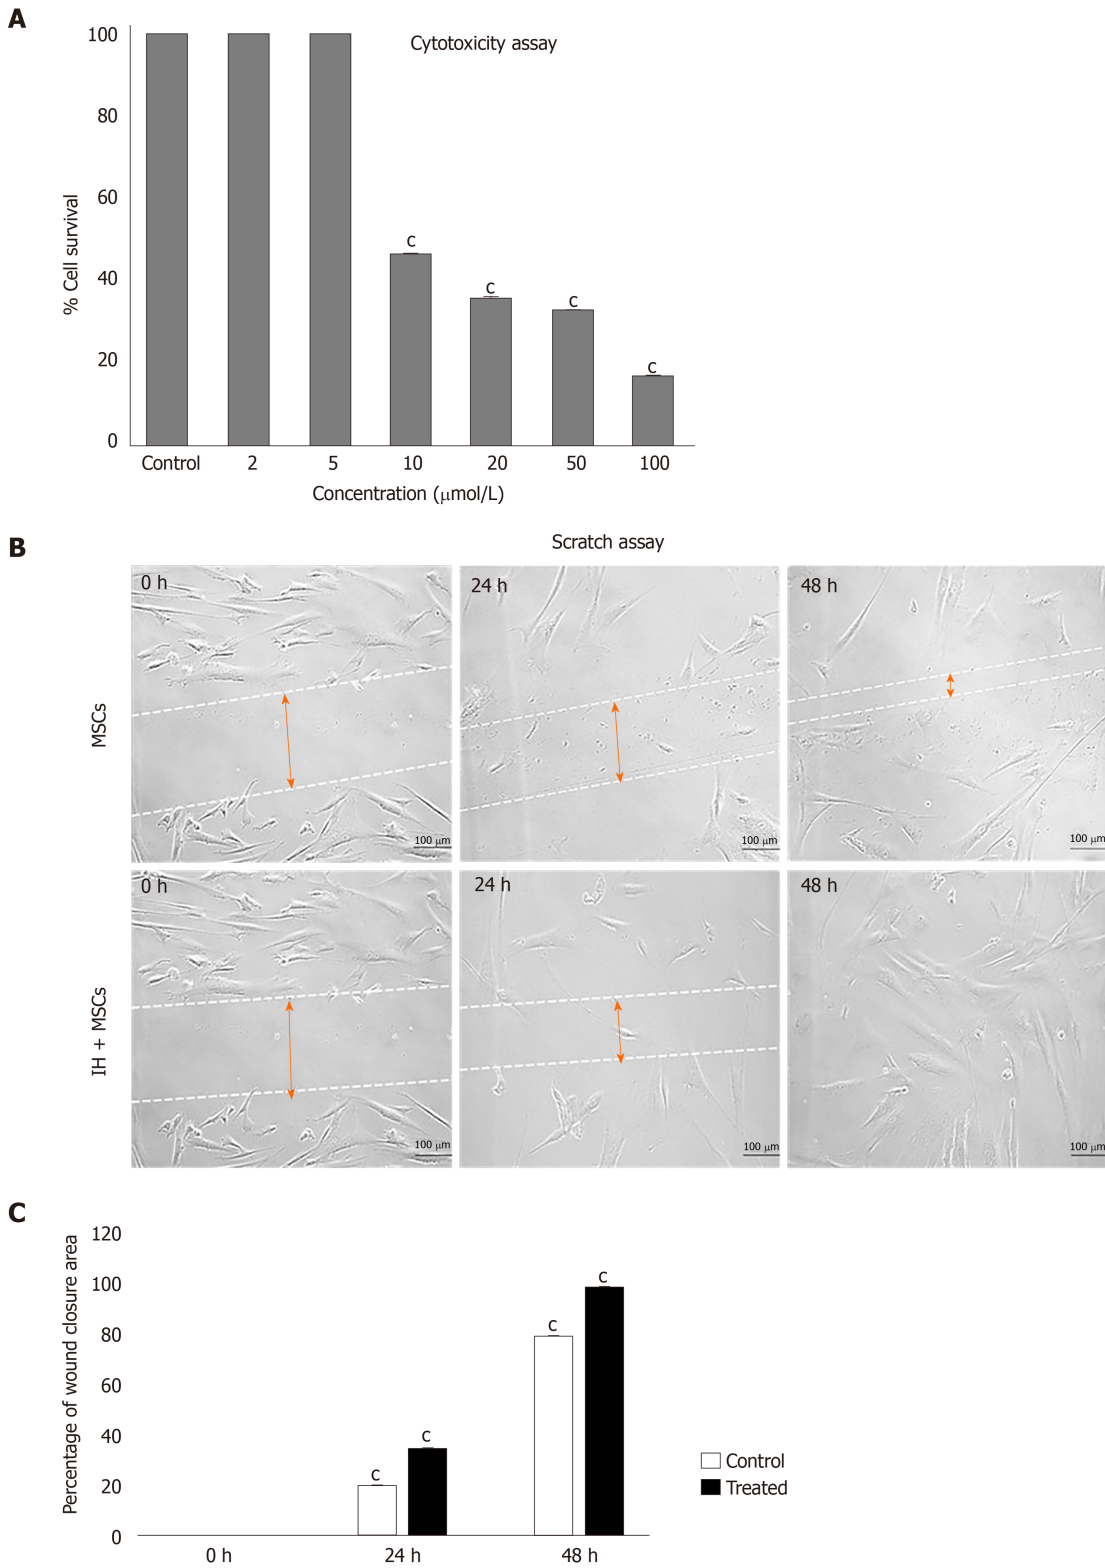 A
Cytotoxicity assay
100
80
60
40
20
0
% Cell survival
c
c
c
c
Control 2 5 10 20 50 100
Concentration (μmol/L)
B
Scratch assay
MSCs
0 h
24 h
48 h
100 μm
100 μm
100 μm
IH + MSCs
0 h
24 h
48 h
100 μm
100 μm
100 μm
C
Percentage of wound closure area
120
100
80
60
40
20
0
c
c
c
c
0 h 24 h 48 h
Control
Treated